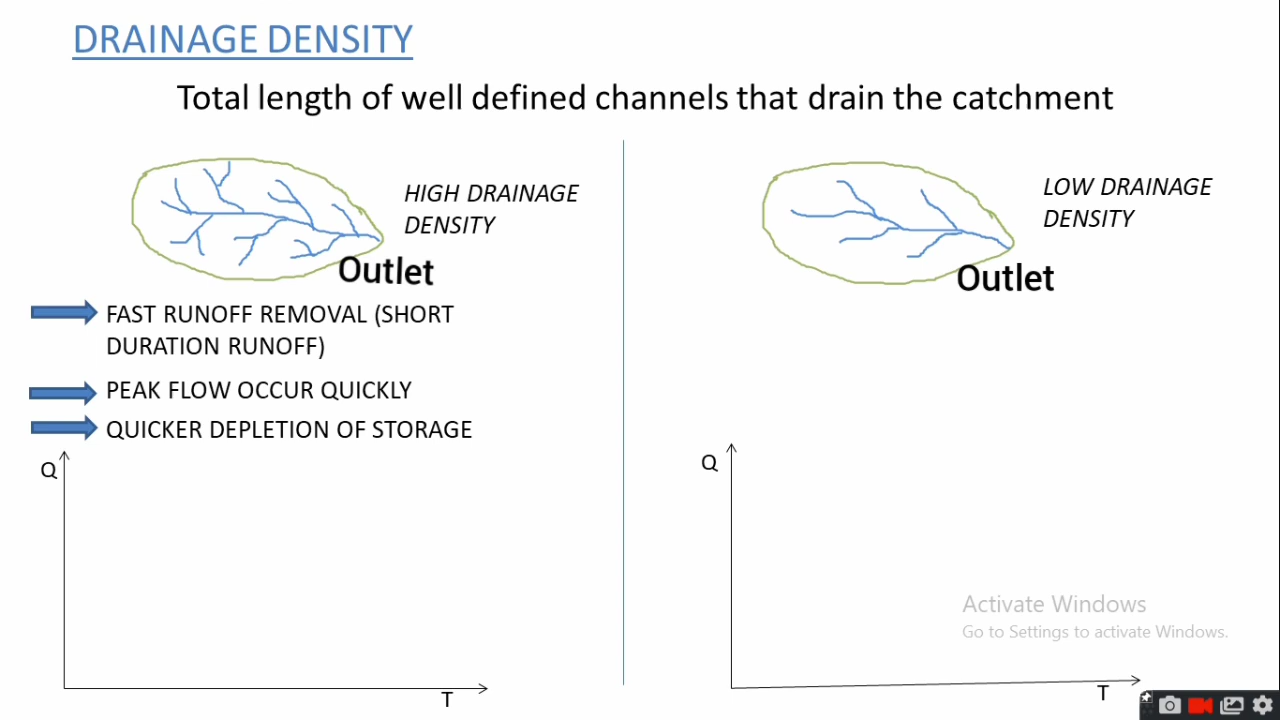 DRAINAGE DENSITY
Total length of well defined channels that drain the catchment
HIGH DRAINAGE
DENSITY
Outlet
FAST RUNOFF REMOVAL (SHORT
DURATION RUNOFF)
PEAK FLOW OCCUR QUICKLY
QUICKER DEPLETION OF STORAGE
Q
T
LOW DRAINAGE
DENSITY
Outlet
Q
T
Activate Windows
Go to Settings to activate Windows.